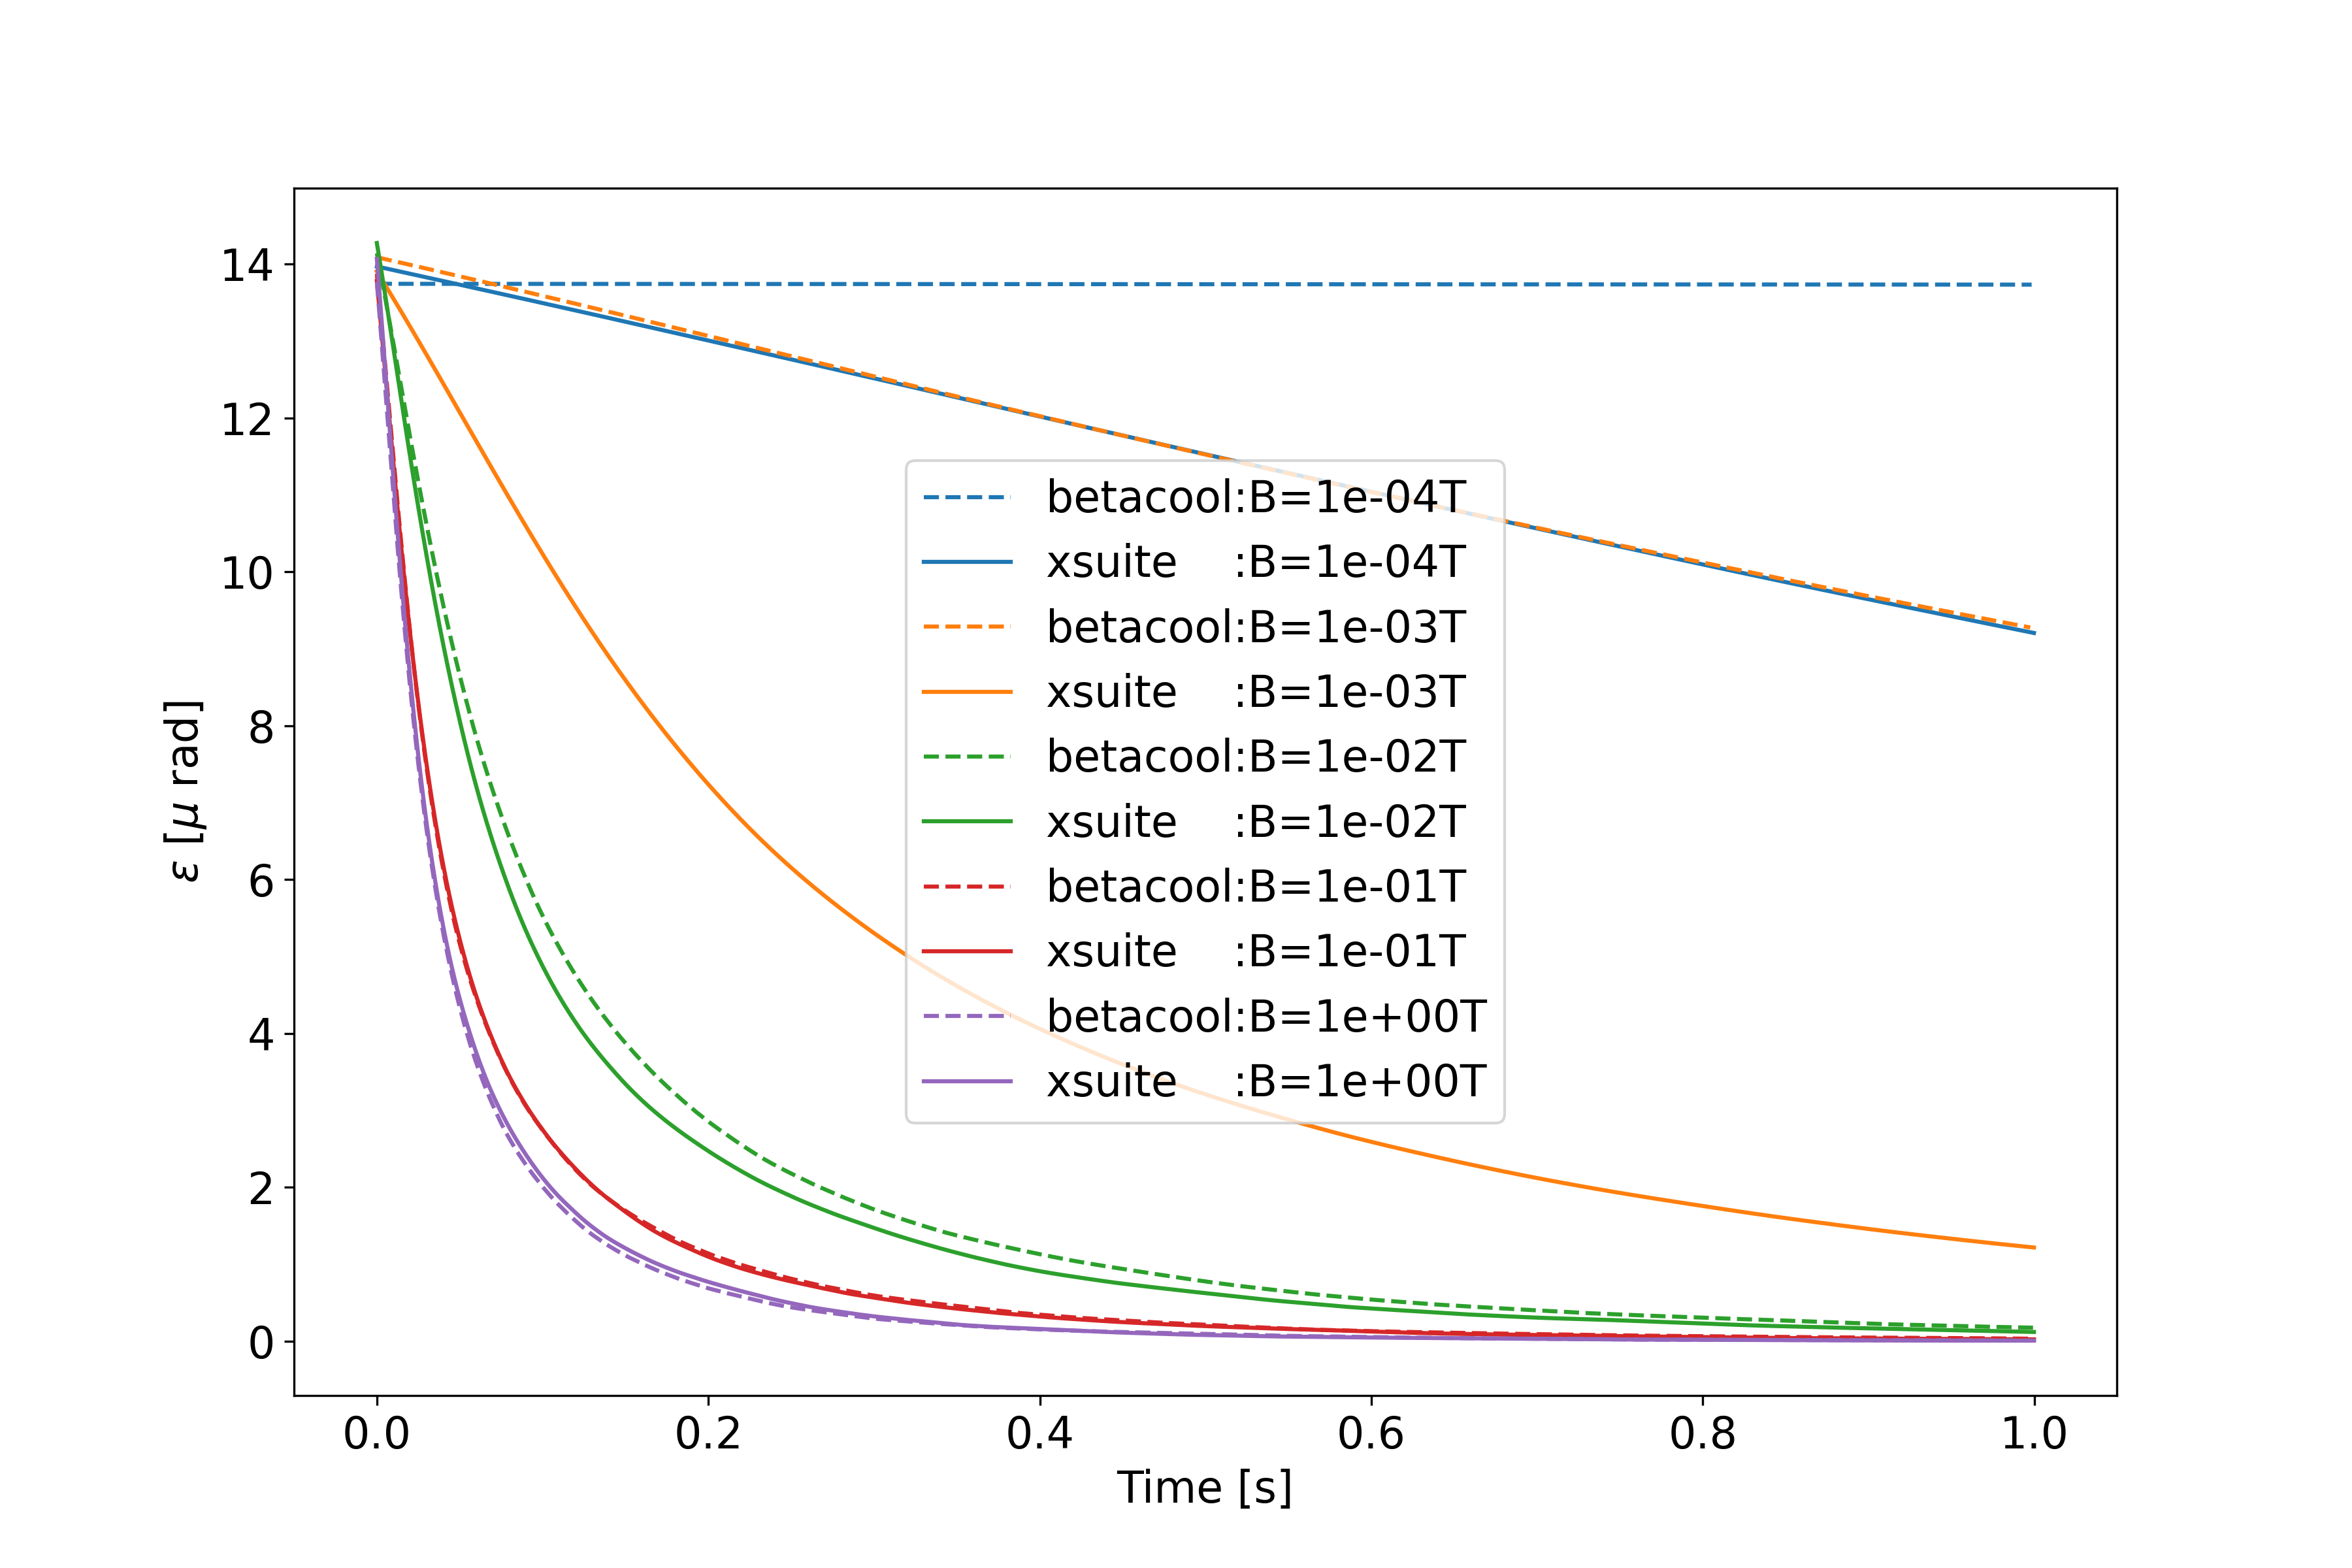 14
12
10
8
6
4
2
0
ε [μ rad]
betacool:B=1e-04T
xsuite    :B=1e-04T
betacool:B=1e-03T
xsuite    :B=1e-03T
betacool:B=1e-02T
xsuite    :B=1e-02T
betacool:B=1e-01T
xsuite    :B=1e-01T
betacool:B=1e+00T
xsuite    :B=1e+00T
0.0 0.2 0.4 0.6 0.8 1.0
Time [s]